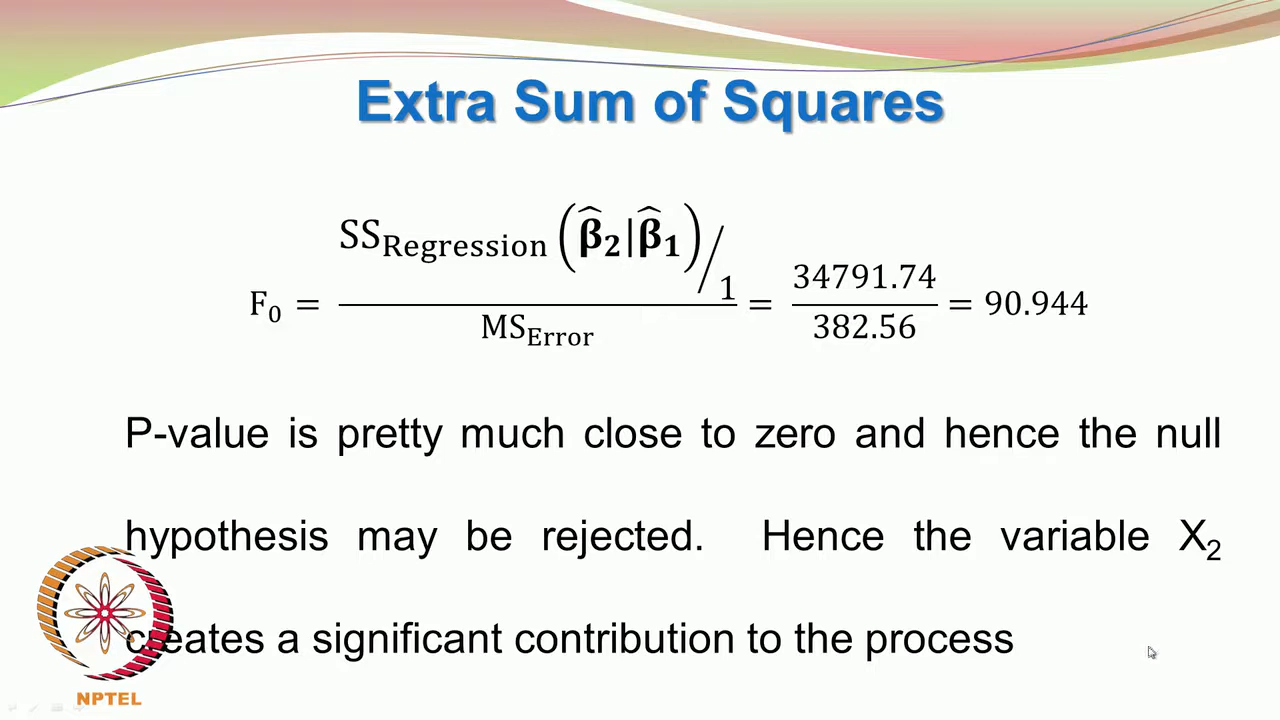 Extra Sum of Squares
F₀ = SS_Regression (β̂₂|β̂₁)/1 / MS_Error = 34791.74 / 382.56 = 90.944
P-value is pretty much close to zero and hence the null
hypothesis may be rejected. Hence the variable X₂
creates a significant contribution to the process
NPTEL